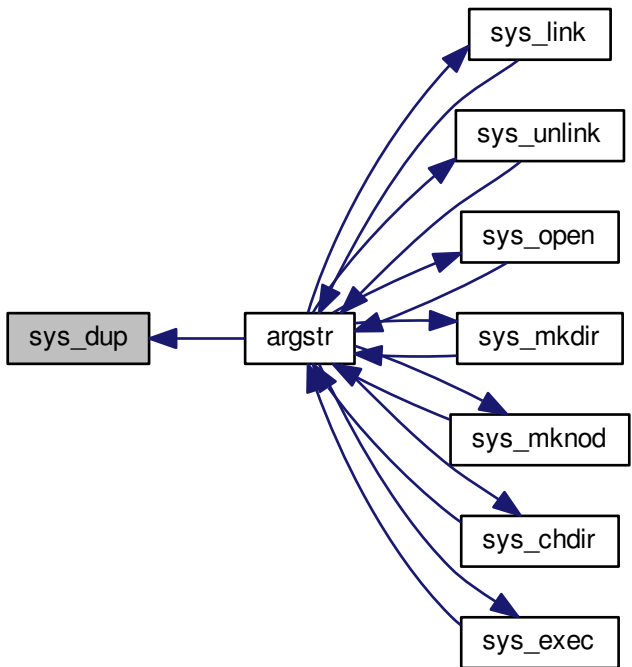 sys_link
sys_unlink
sys_open
sys_dup
argstr
sys_mkdir
sys_mknod
sys_chdir
sys_exec